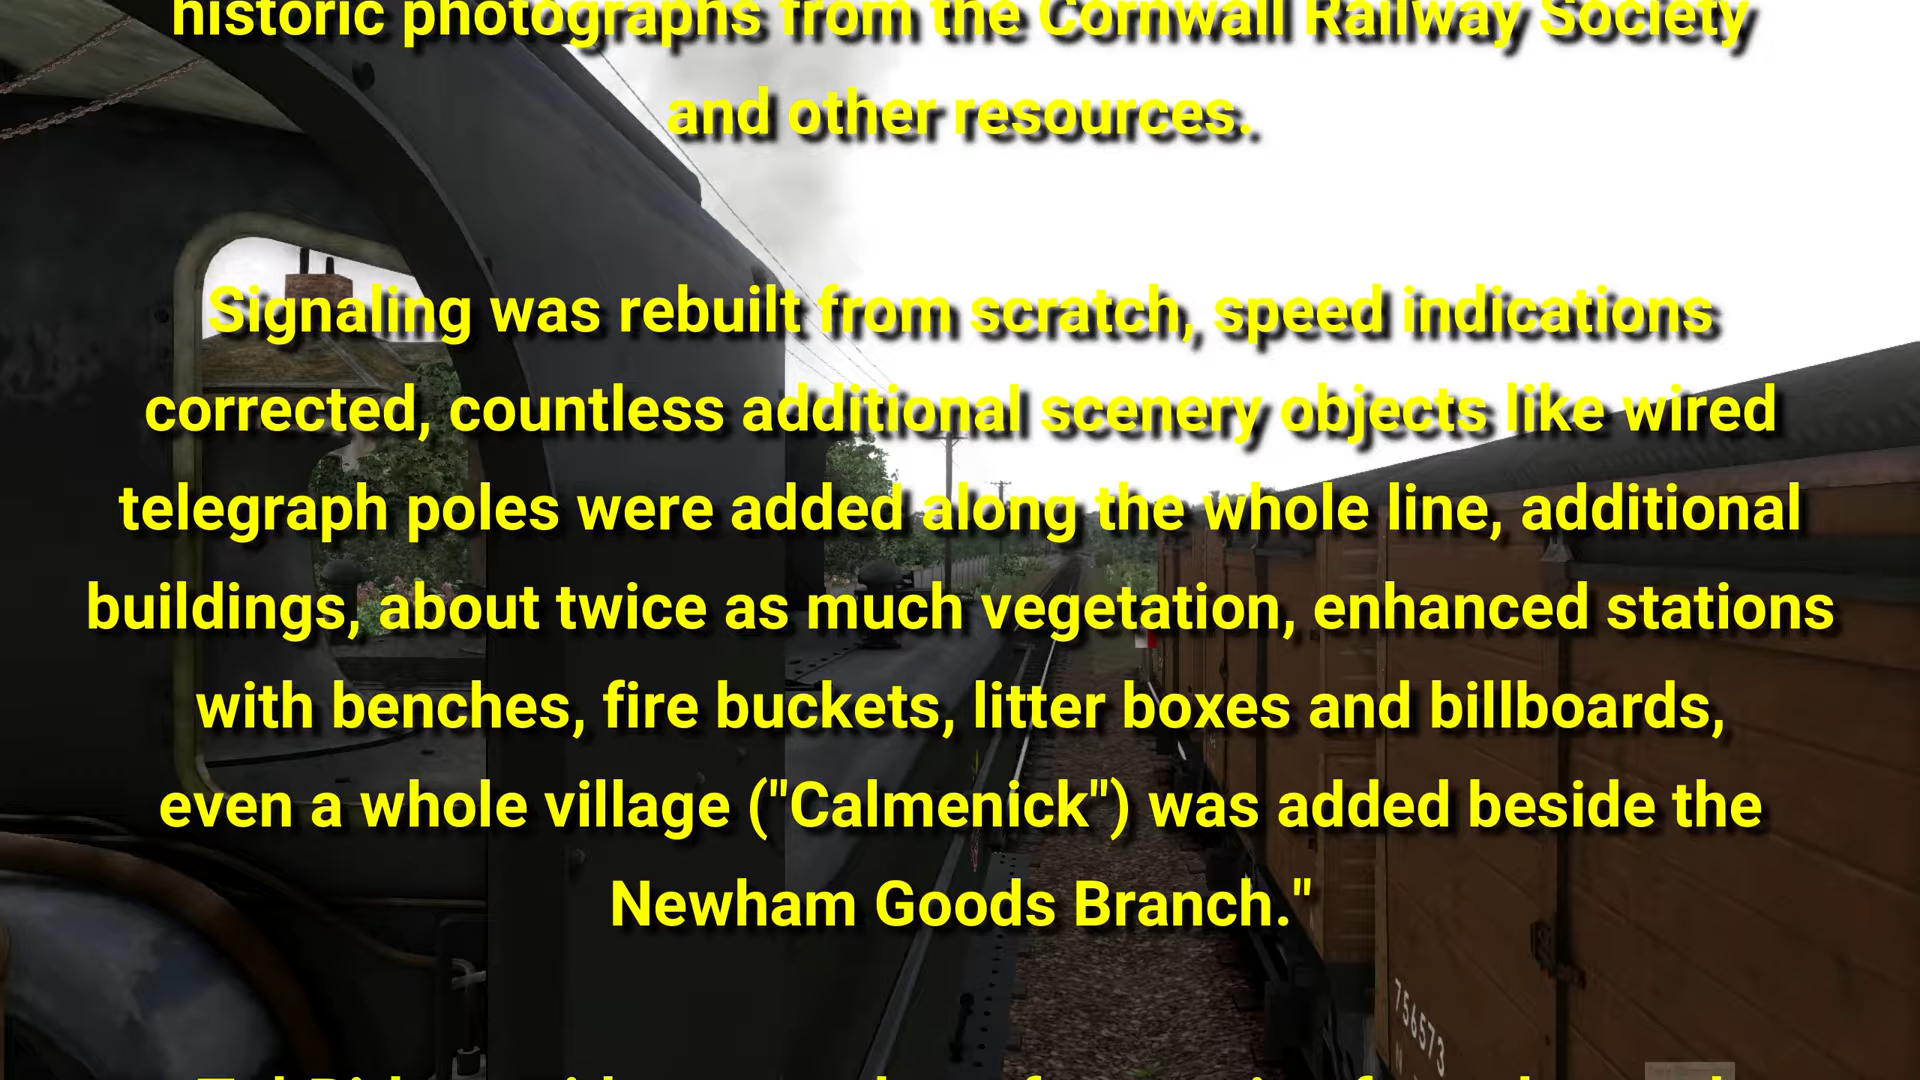 historic photographs from the Cornwall Railway Society
and other resources.
Signaling was rebuilt from scratch, speed indications
corrected, countless additional scenery objects like wired
telegraph poles were added along the whole line, additional
buildings, about twice as much vegetation, enhanced stations
with benches, fire buckets, litter boxes and billboards,
even a whole village ("Calmenick") was added beside the
Newham Goods Branch."
756573
N